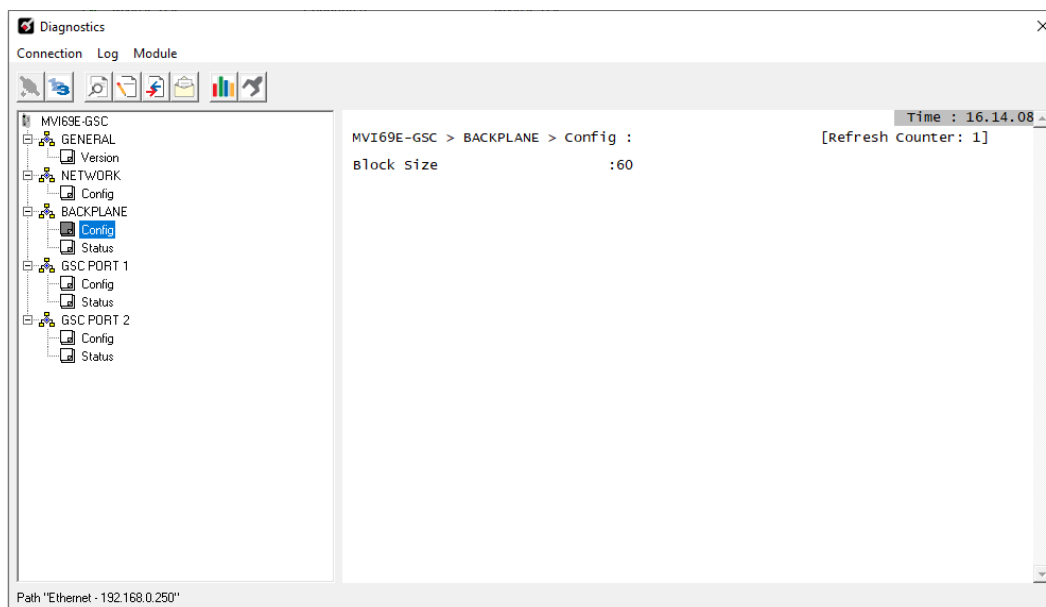 Diagnostics
Connection Log Module
MVI69E-GSC
GENERAL
Version
NETWORK
Config
BACKPLANE
Config
Status
GSC PORT 1
Config
Status
GSC PORT 2
Config
Status
Time : 16.14.08
MVI69E-GSC > BACKPLANE > Config : [Refresh Counter: 1]
Block Size :60
Path "Ethernet - 192.168.0.250"